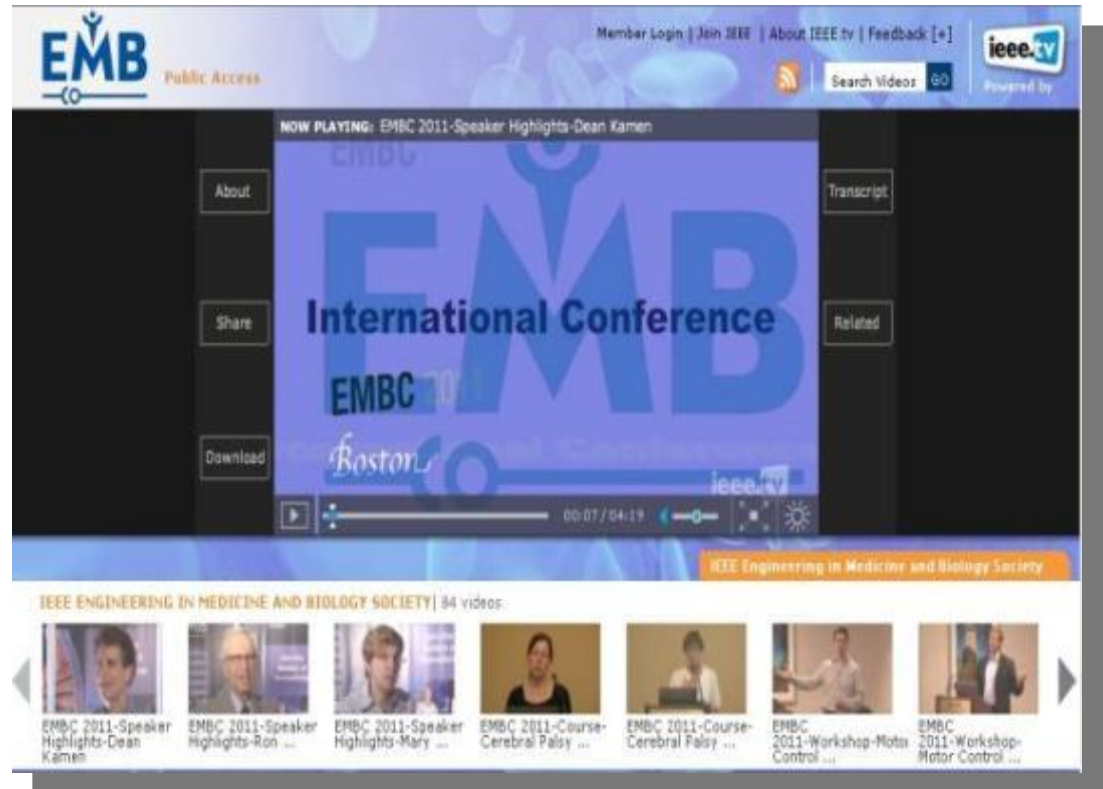 EMB
Public Access
Member Login | Join IEEE | About IEEE.tv | Feedback [+]
Search Videos GO
ieee.tv
Powered by
NOW PLAYING: EMBC 2011-Speaker Highlights-Dean Kamen
EMBC
EMB
About
Transcript
International Conference
Share
Related
EMBC 2011
Boston
Download
ieee.tv
00:07/04:19
IEEE Engineering in Medicine and Biology Society
IEEE ENGINEERING IN MEDICINE AND BIOLOGY SOCIETY| 84 videos
EMBC 2011-Speaker
Highlights-Dean
Kamen
EMBC 2011-Speaker
Highlights-Ron ...
EMBC 2011-Speaker
Highlights-Mary ...
EMBC 2011-Course-
Cerebral Palsy ...
EMBC 2011-Course-
Cerebral Palsy ...
EMBC
2011-Workshop-Motor
Control ...
EMBC
2011-Workshop-
Motor Control ...